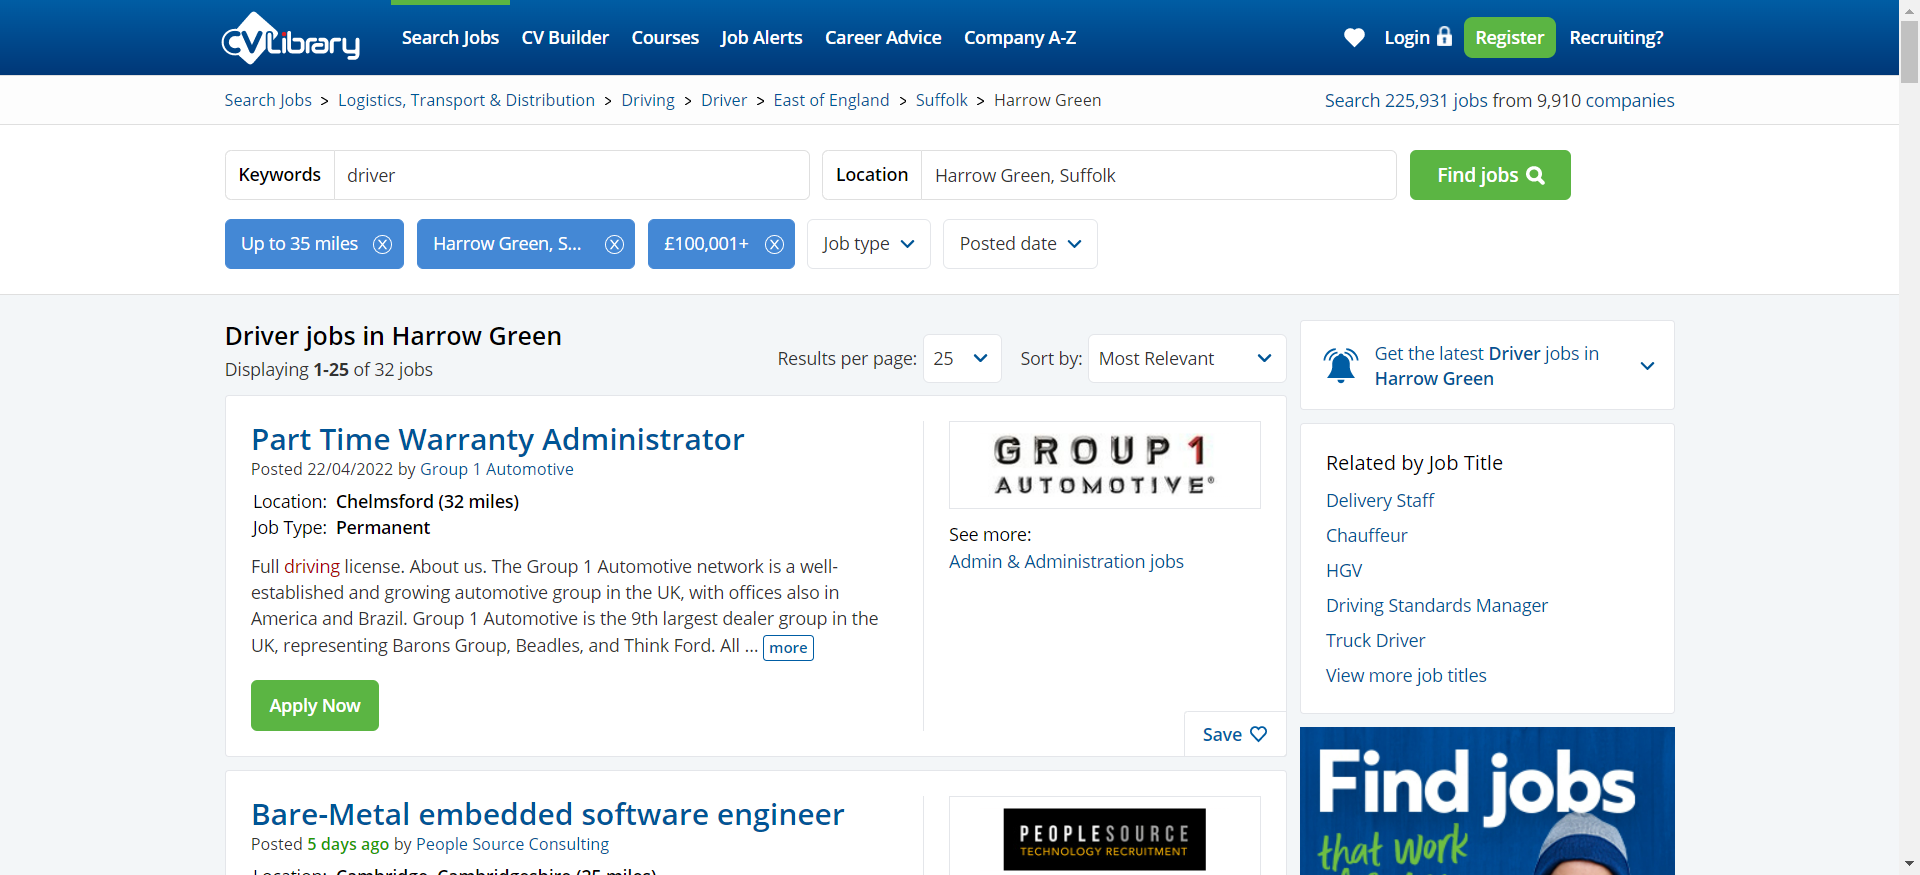 CVLibrary
Search Jobs CV Builder Courses Job Alerts Career Advice Company A-Z Login Register Recruiting?
Search Jobs > Logistics, Transport & Distribution > Driving > Driver > East of England > Suffolk > Harrow Green Search 225,931 jobs from 9,910 companies
Keywords driver Location Harrow Green, Suffolk Find jobs
Up to 35 miles Harrow Green, S... £100,001+ Job type Posted date
Driver jobs in Harrow Green
Displaying 1-25 of 32 jobs
Results per page: 25 Sort by: Most Relevant
Get the latest Driver jobs in
Harrow Green
Part Time Warranty Administrator
Posted 22/04/2022 by Group 1 Automotive
Location: Chelmsford (32 miles)
Job Type: Permanent
Full driving license. About us. The Group 1 Automotive network is a well-
established and growing automotive group in the UK, with offices also in
America and Brazil. Group 1 Automotive is the 9th largest dealer group in the
UK, representing Barons Group, Beadles, and Think Ford. All ... more
Apply Now
GROUP 1
AUTOMOTIVE®
See more:
Admin & Administration jobs
Save
Related by Job Title
Delivery Staff
Chauffeur
HGV
Driving Standards Manager
Truck Driver
View more job titles
Bare-Metal embedded software engineer
Posted 5 days ago by People Source Consulting
Location: Cambridge, Cambridgeshire (25 miles)
PEOPLESOURCE
TECHNOLOGY RECRUITMENT
Find jobs
that work